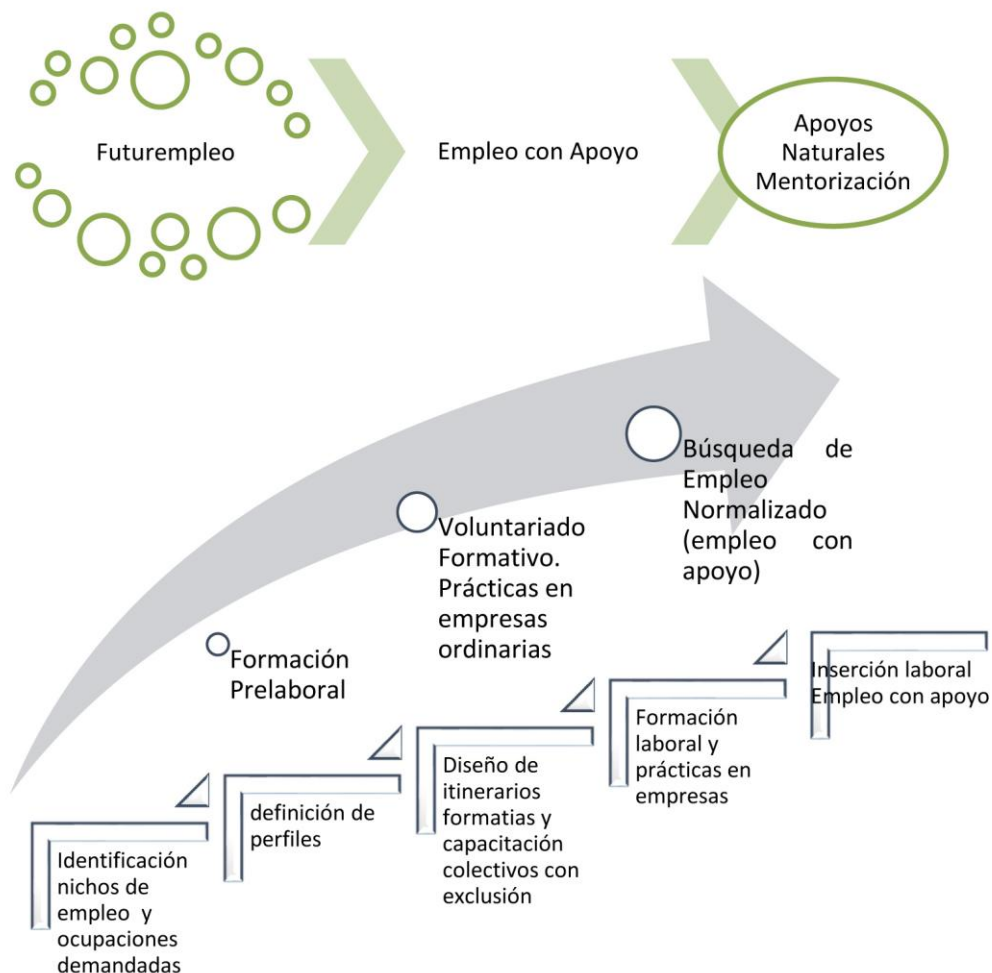 Futurempleo
Empleo con Apoyo
Apoyos
Naturales
Mentorización
Búsqueda de
Empleo
Normalizado
(empleo con
apoyo)
Voluntariado
Formativo.
Prácticas en
empresas
ordinarias
Formación
Prelaboral
Inserción laboral
Empleo con apoyo
Formación
laboral y
prácticas en
empresas
Diseño de
itinerarios
formatias y
capacitación
colectivos con
exclusión
definición de
perfiles
Identificación
nichos de
empleo y
ocupaciones
demandadas